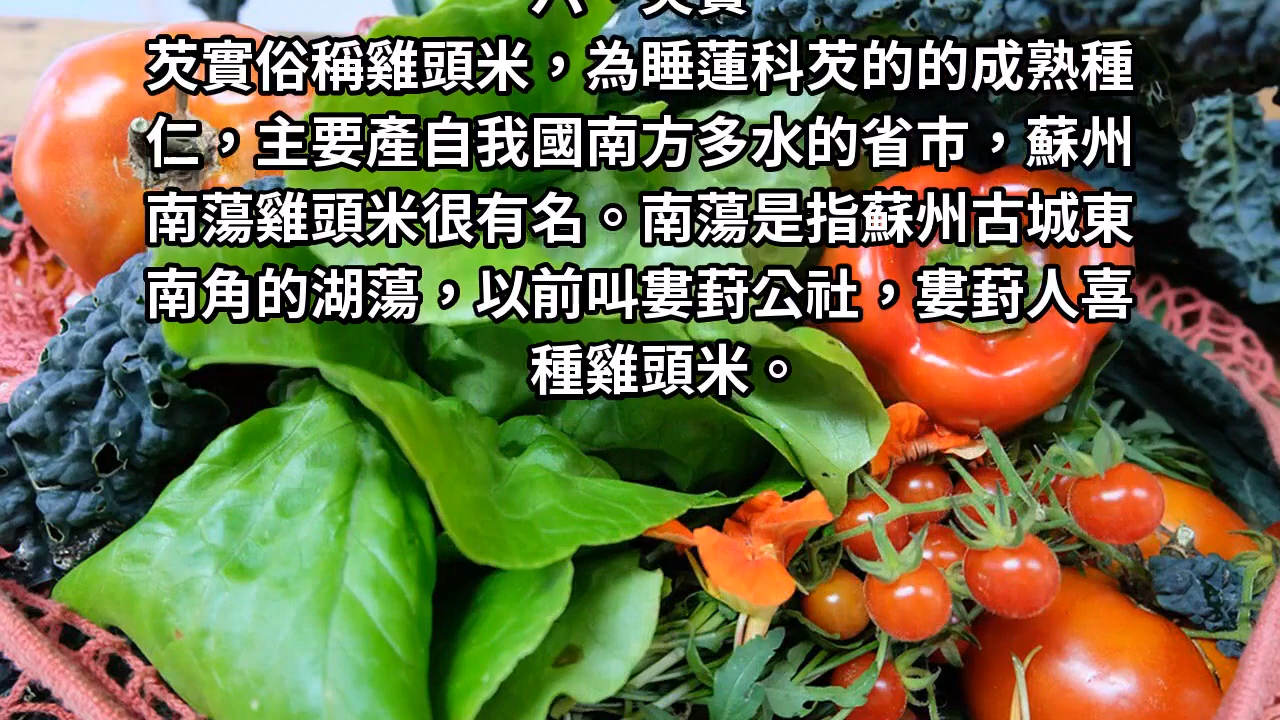 六、芡實
芡實俗稱雞頭米，為睡蓮科芡的的成熟種
仁，主要產自我國南方多水的省市，蘇州
南蕩雞頭米很有名。南蕩是指蘇州古城東
南角的湖蕩，以前叫婁葑公社，婁葑人喜
種雞頭米。